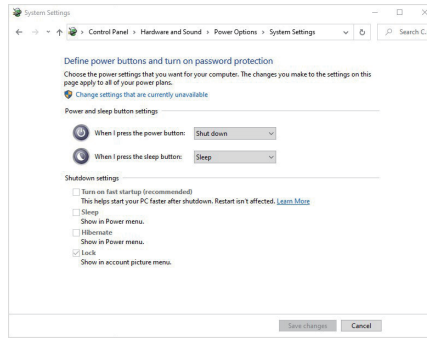 System Settings
Control Panel > Hardware and Sound > Power Options > System Settings
Search C...
Define power buttons and turn on password protection
Choose the power settings that you want for your computer. The changes you make to the settings on this
page apply to all of your power plans.
Change settings that are currently unavailable
Power and sleep button settings
When I press the power button: Shut down
When I press the sleep button: Sleep
Shutdown settings
Turn on fast startup (recommended)
This helps start your PC faster after shutdown. Restart isn't affected. Learn More
Sleep
Show in Power menu.
Hibernate
Show in Power menu.
Lock
Show in account picture menu.
Save changes Cancel